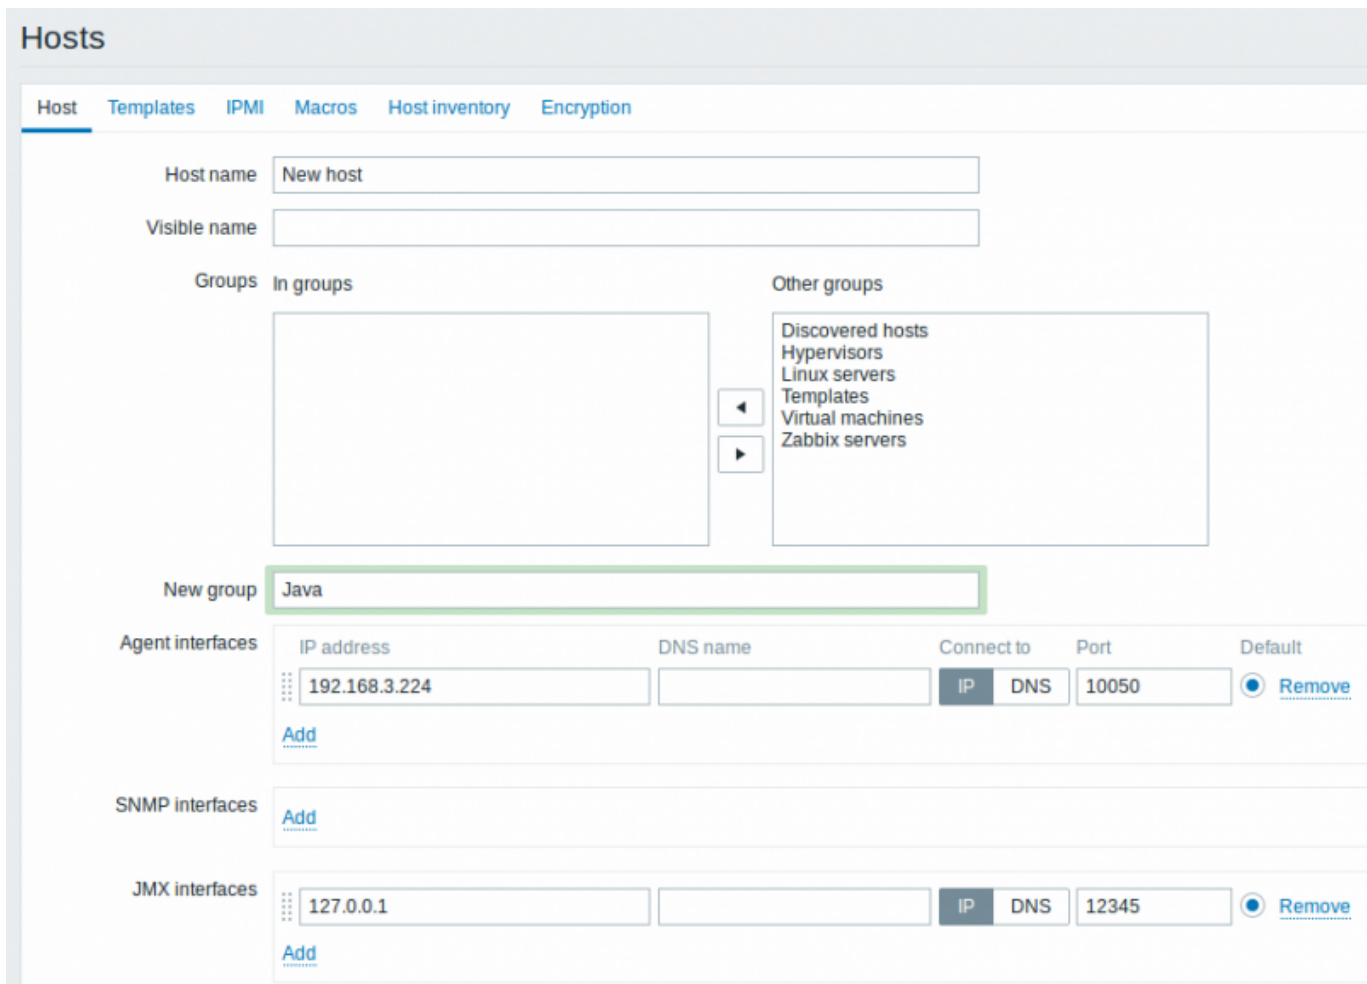 Hosts
Host Templates IPMI Macros Host inventory Encryption
Host name New host
Visible name
Groups In groups Other groups
Discovered hosts
Hypervisors
Linux servers
Templates
Virtual machines
Zabbix servers
New group Java
Agent interfaces IP address DNS name Connect to Port Default
192.168.3.224 IP DNS 10050 Remove
Add
SNMP interfaces Add
JMX interfaces 127.0.0.1 IP DNS 12345 Remove
Add